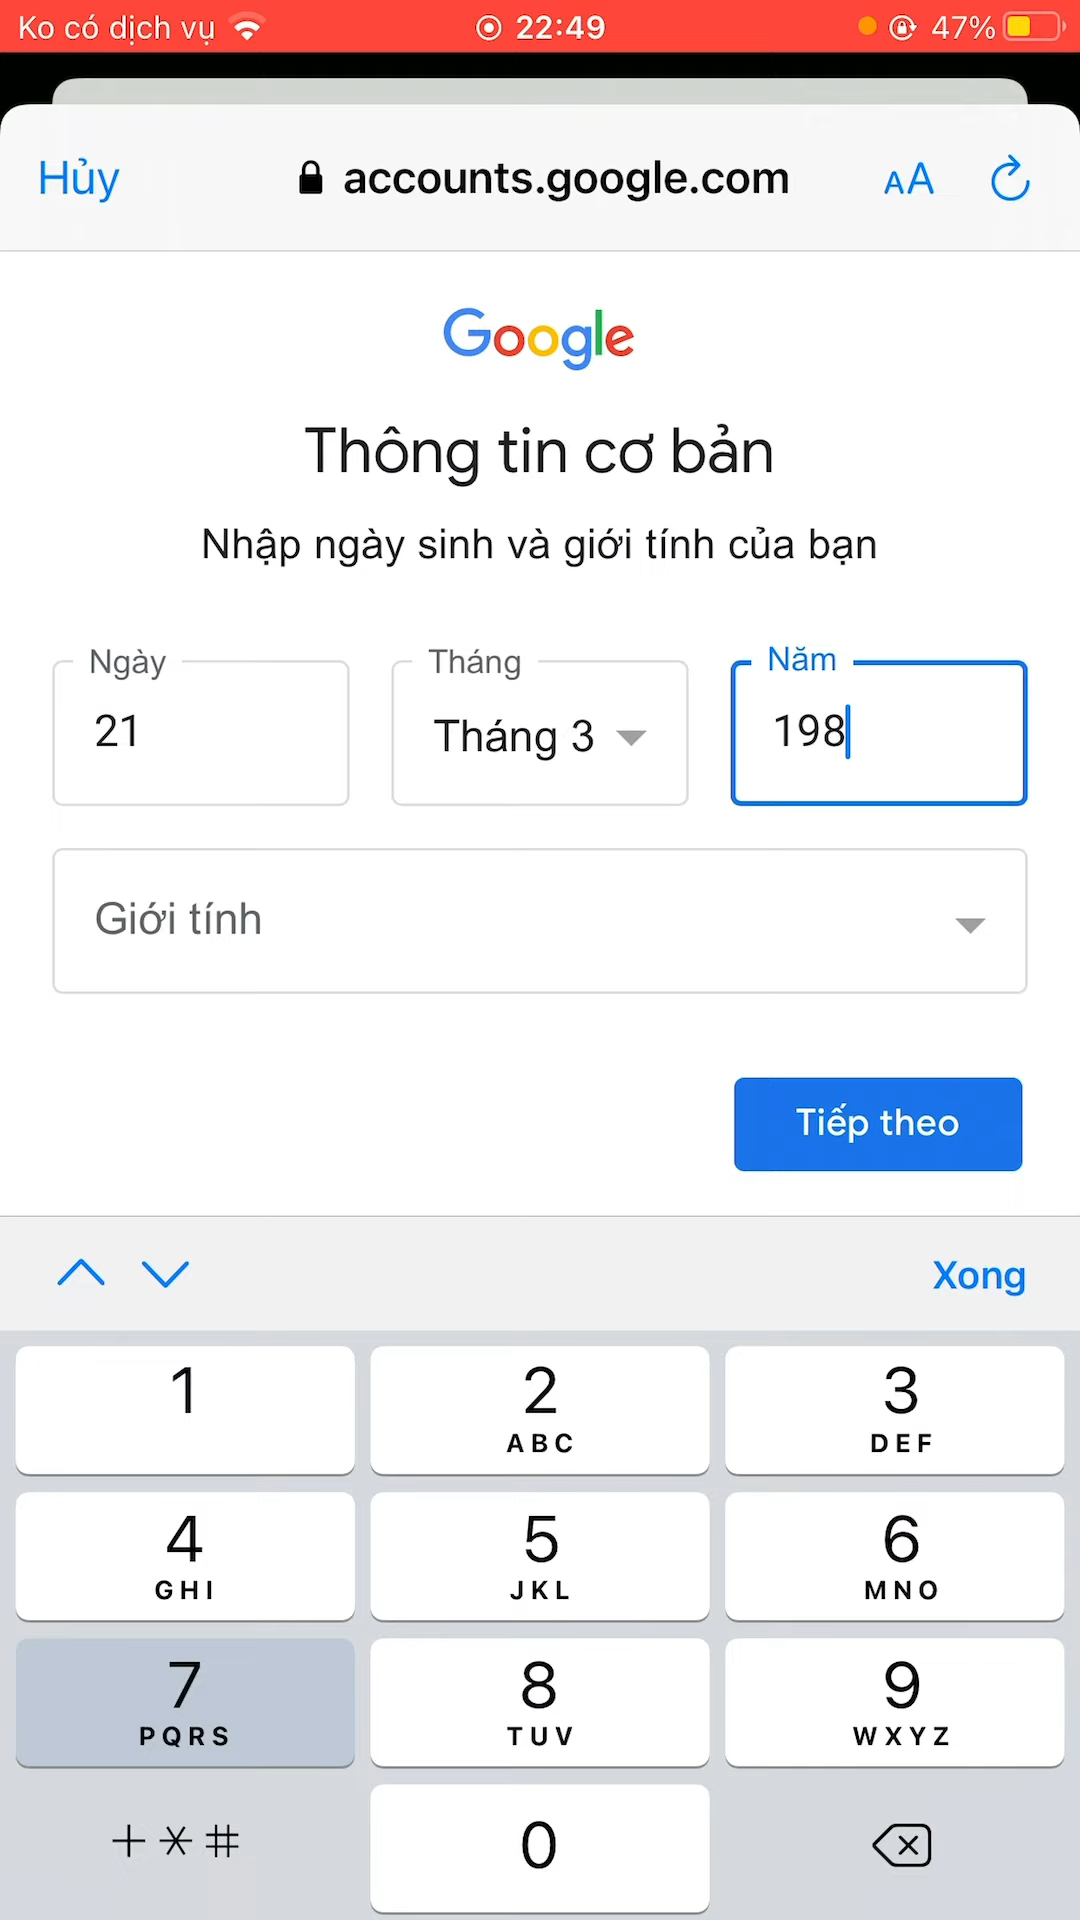 Ko có dịch vụ 22:49 47%
Hủy accounts.google.com AA
Google
Thông tin cơ bản
Nhập ngày sinh và giới tính của bạn
Ngày Tháng Năm
21 Tháng 3 198
Giới tính
Tiếp theo
Xong
1 2 3
ABC DEF
4 5 6
GHI JKL MNO
7 8 9
PQRS TUV WXYZ
+*# 0